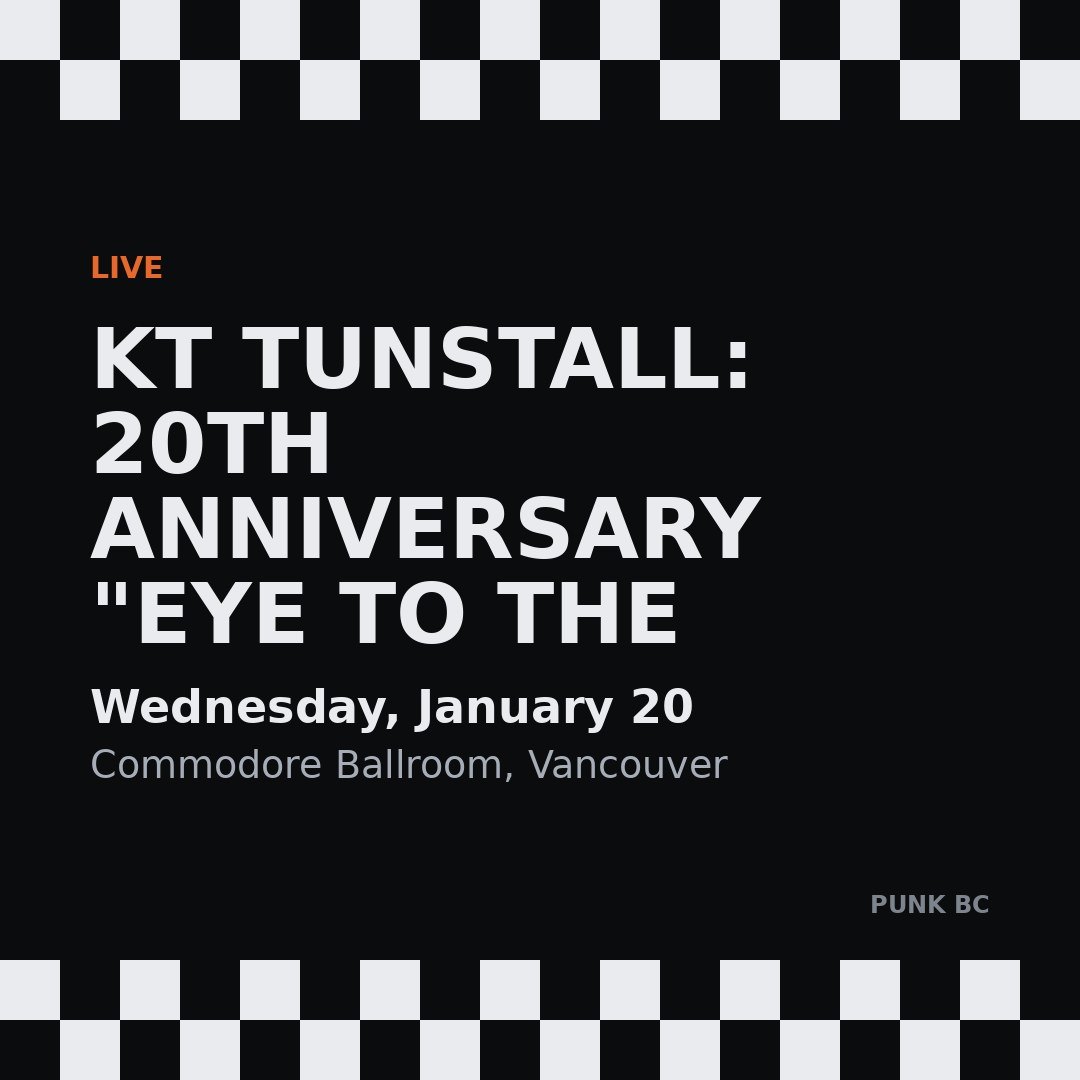 LIVE
KT TUNSTALL:
20TH
ANNIVERSARY
"EYE TO THE
Wednesday, January 20
Commodore Ballroom, Vancouver
PUNK BC